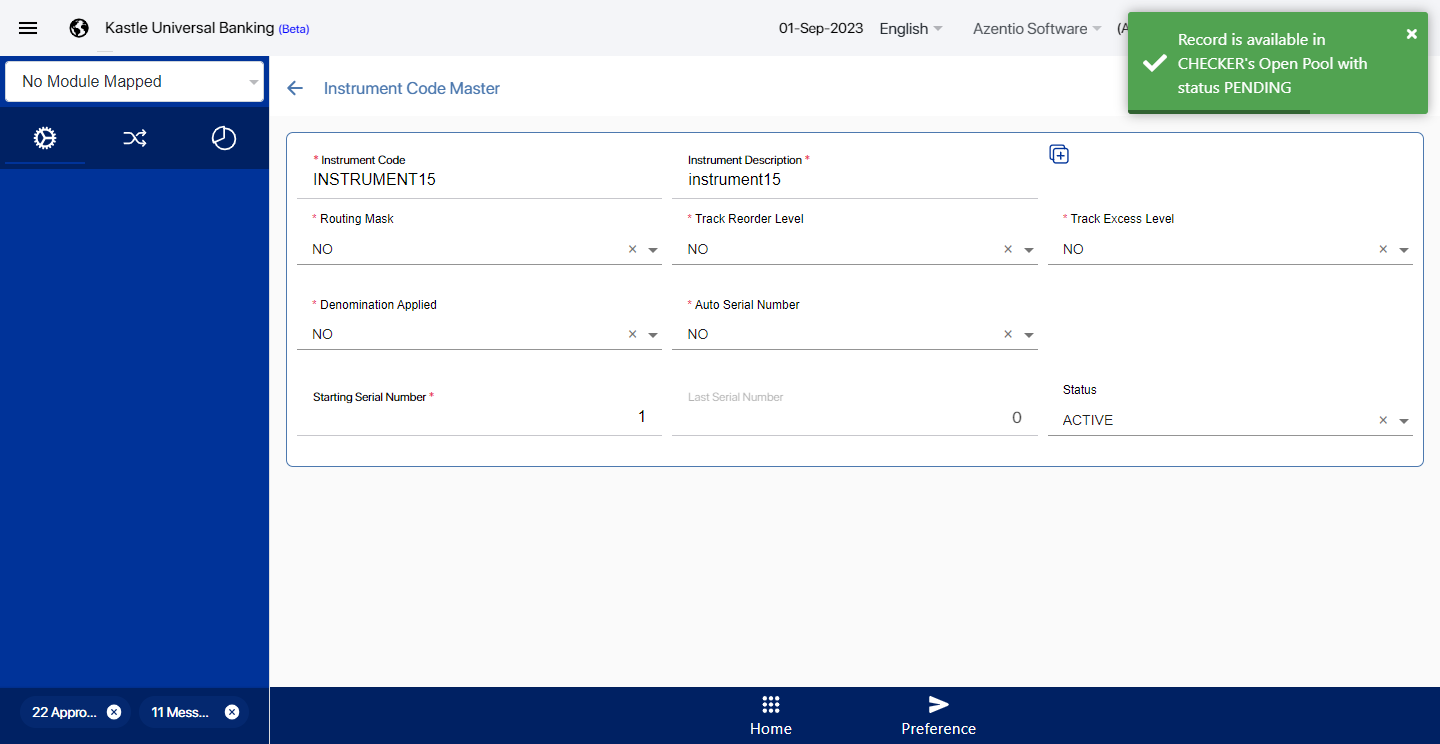 Kastle Universal Banking (Beta)
01-Sep-2023
English
Azentio Software
(A
Record is available in
CHECKER's Open Pool with
status PENDING
No Module Mapped
Instrument Code Master
* Instrument Code
INSTRUMENT15
Instrument Description *
instrument15
* Routing Mask
NO
* Track Reorder Level
NO
* Track Excess Level
NO
* Denomination Applied
NO
* Auto Serial Number
NO
Starting Serial Number *
1
Last Serial Number
0
Status
ACTIVE
22 Appro...
11 Mess...
Home
Preference